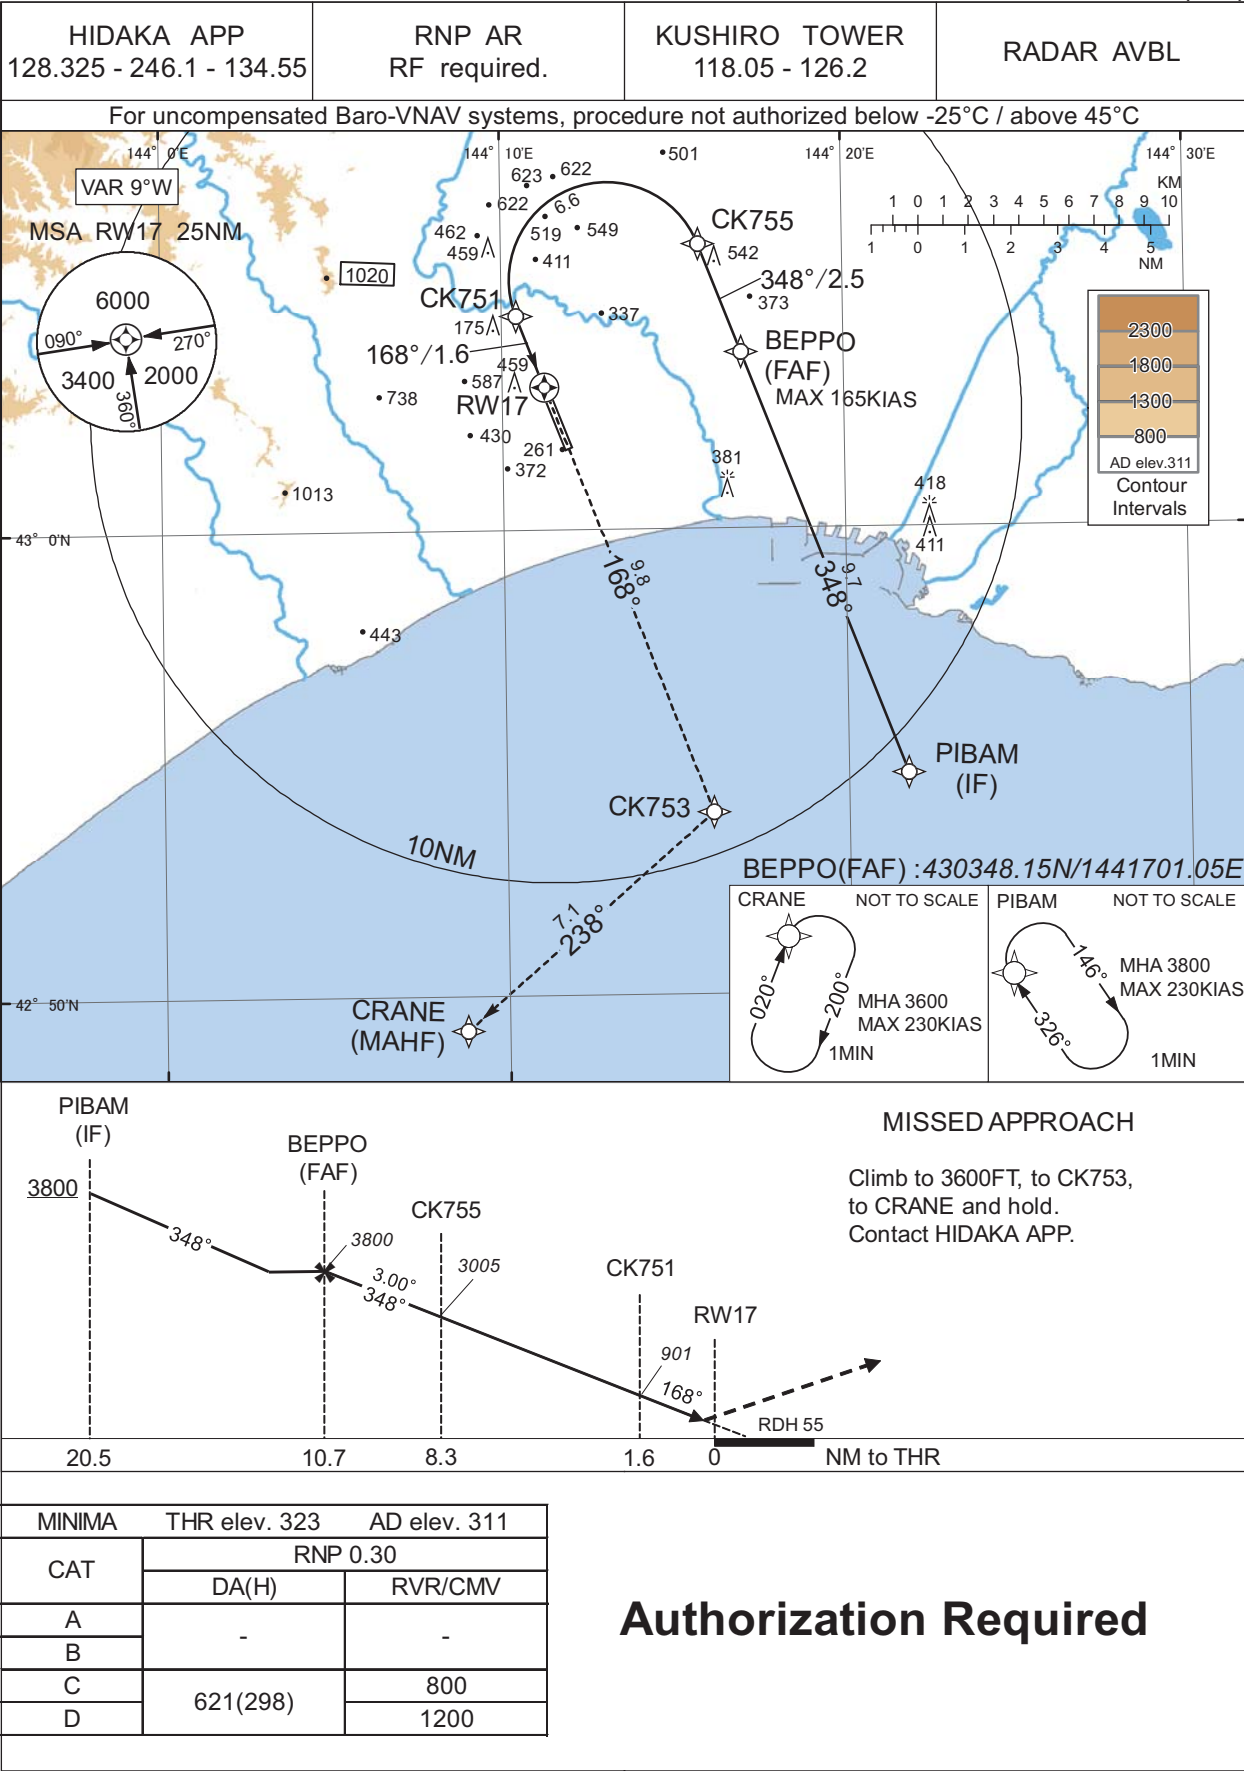 HIDAKA APP
128.325 - 246.1 - 134.55
RNP AR
RF required.
KUSHIRO TOWER
118.05 - 126.2
RADAR AVBL
For uncompensated Baro-VNAV systems, procedure not authorized below -25°C / above 45°C
144° 0'E
144° 10'E
144° 20'E
144° 30'E
VAR 9°W
MSA RW17 25NM
6000
090°
270°
3400
2000
360°
1020
501
623
622
622
6.6
462
519
549
459
411
CK755
542
348°/2.5
373
CK751
175
337
168°/1.6
459
BEPPO
(FAF)
MAX 165KIAS
587
738
RW17
430
261
372
381
1013
418
411
KM
1 0 1 2 3 4 5 6 7 8 9 10
1 0 1 2 3 4 5
NM
2300
1800
1300
800
AD elev.311
Contour
Intervals
43° 0'N
9.8
168°
9.7
348°
443
PIBAM
(IF)
CK753
10NM
7.1
238°
42° 50'N
CRANE
(MAHF)
BEPPO(FAF) :430348.15N/1441701.05E
CRANE
NOT TO SCALE
020°
200°
MHA 3600
MAX 230KIAS
1MIN
PIBAM
NOT TO SCALE
146°
326°
MHA 3800
MAX 230KIAS
1MIN
PIBAM
(IF)
3800
348°
BEPPO
(FAF)
3800
3.00°
348°
CK755
3005
CK751
901
168°
RW17
RDH 55
20.5
10.7
8.3
1.6
0
NM to THR
MISSED APPROACH
Climb to 3600FT, to CK753,
to CRANE and hold.
Contact HIDAKA APP.
MINIMA THR elev. 323 AD elev. 311
CAT
RNP 0.30
DA(H)
RVR/CMV
A
B
-
-
C
D
621(298)
800
1200
Authorization Required